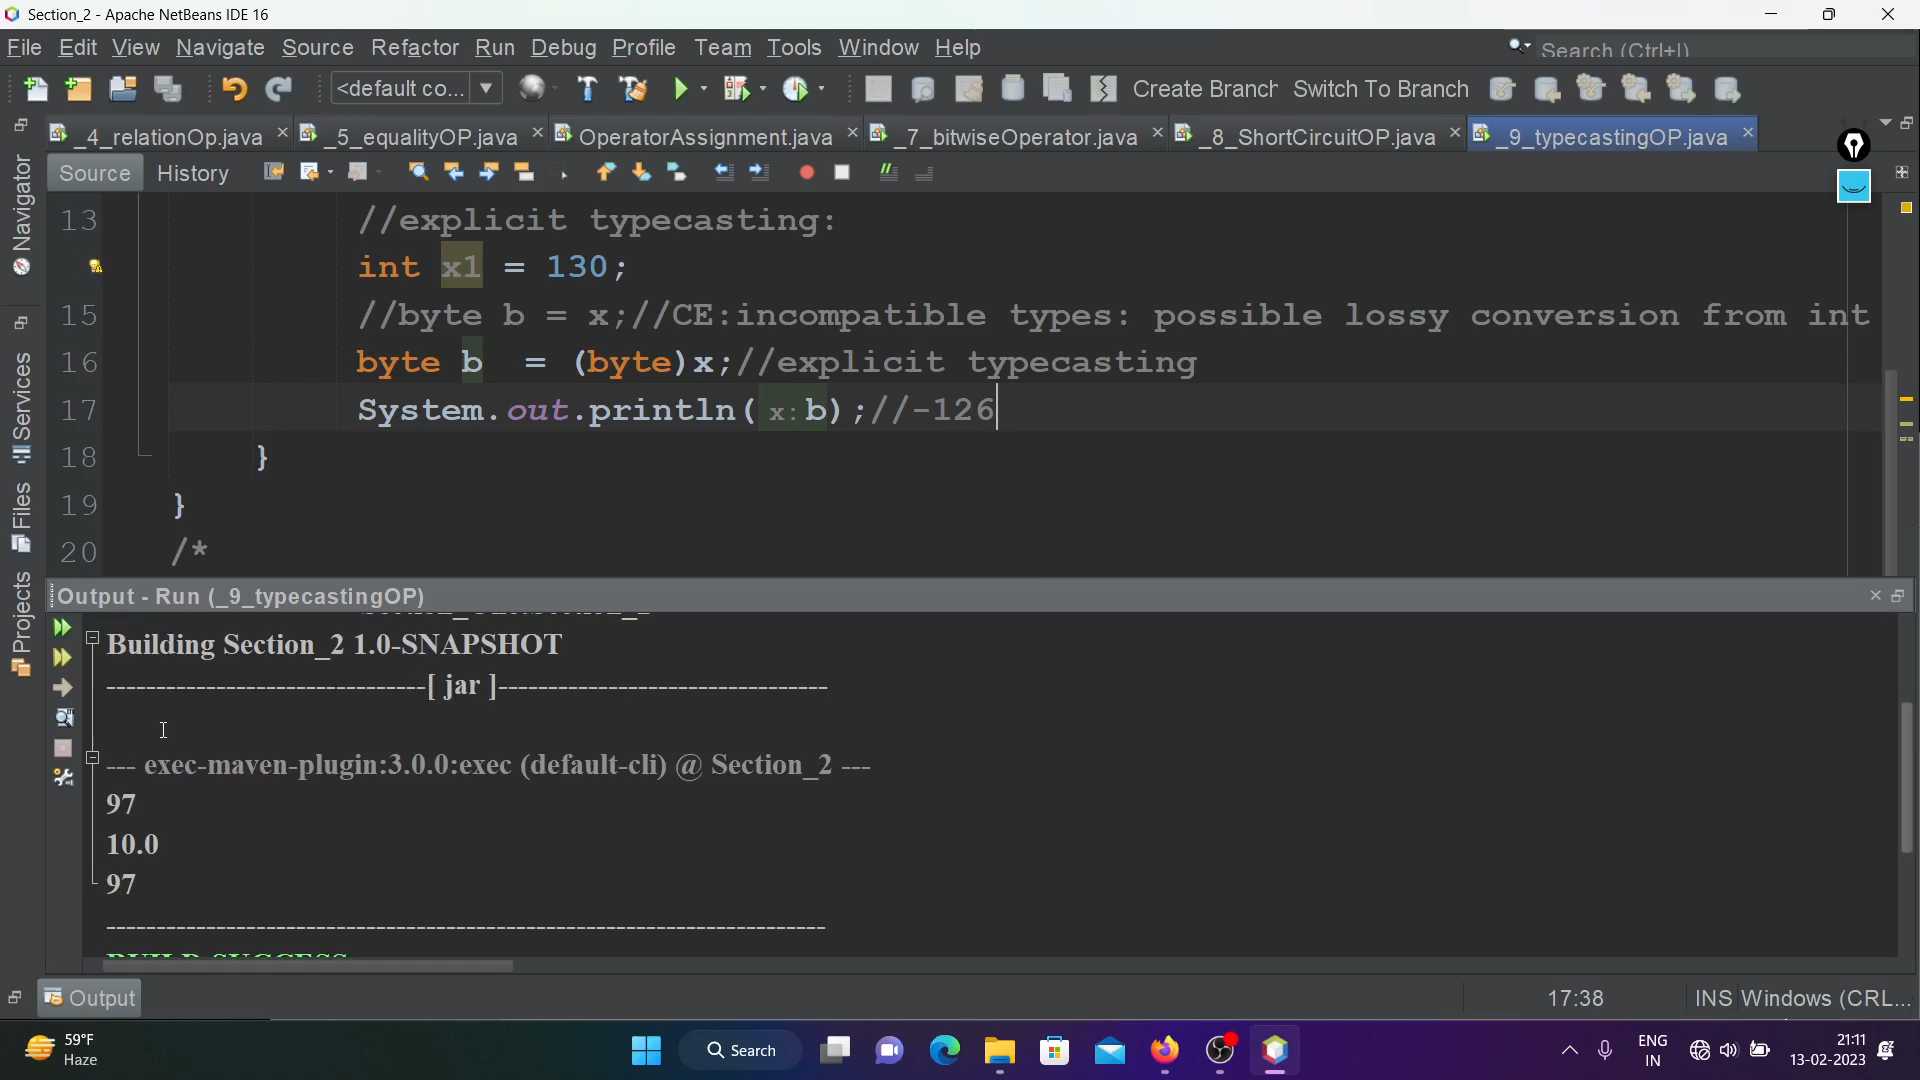 Section_2 - Apache NetBeans IDE 16
File Edit View Navigate Source Refactor Run Debug Profile Team Tools Window Help
Search (Ctrl+I)
<default co... Create Branch Switch To Branch
_4_relationOp.java _5_equalityOP.java OperatorAssignment.java _7_bitwiseOperator.java _8_ShortCircuitOP.java _9_typecastingOP.java
Source History
Navigator
Services
Files
Projects
13 //explicit typecasting:
int x1 = 130;
15 //byte b = x;//CE:incompatible types: possible lossy conversion from int
16 byte b = (byte)x;//explicit typecasting
17 System.out.println( x: b);//-126
18 }
19 }
20 /*
Output - Run (_9_typecastingOP)
Building Section_2 1.0-SNAPSHOT
--------------------------------[ jar ]---------------------------------
--- exec-maven-plugin:3.0.0:exec (default-cli) @ Section_2 ---
97
10.0
97
------------------------------------------------------------------------
BUILD SUCCESS
Output
17:38 INS Windows (CRL...
59°F
Haze
Search
ENG
IN
21:11
13-02-2023